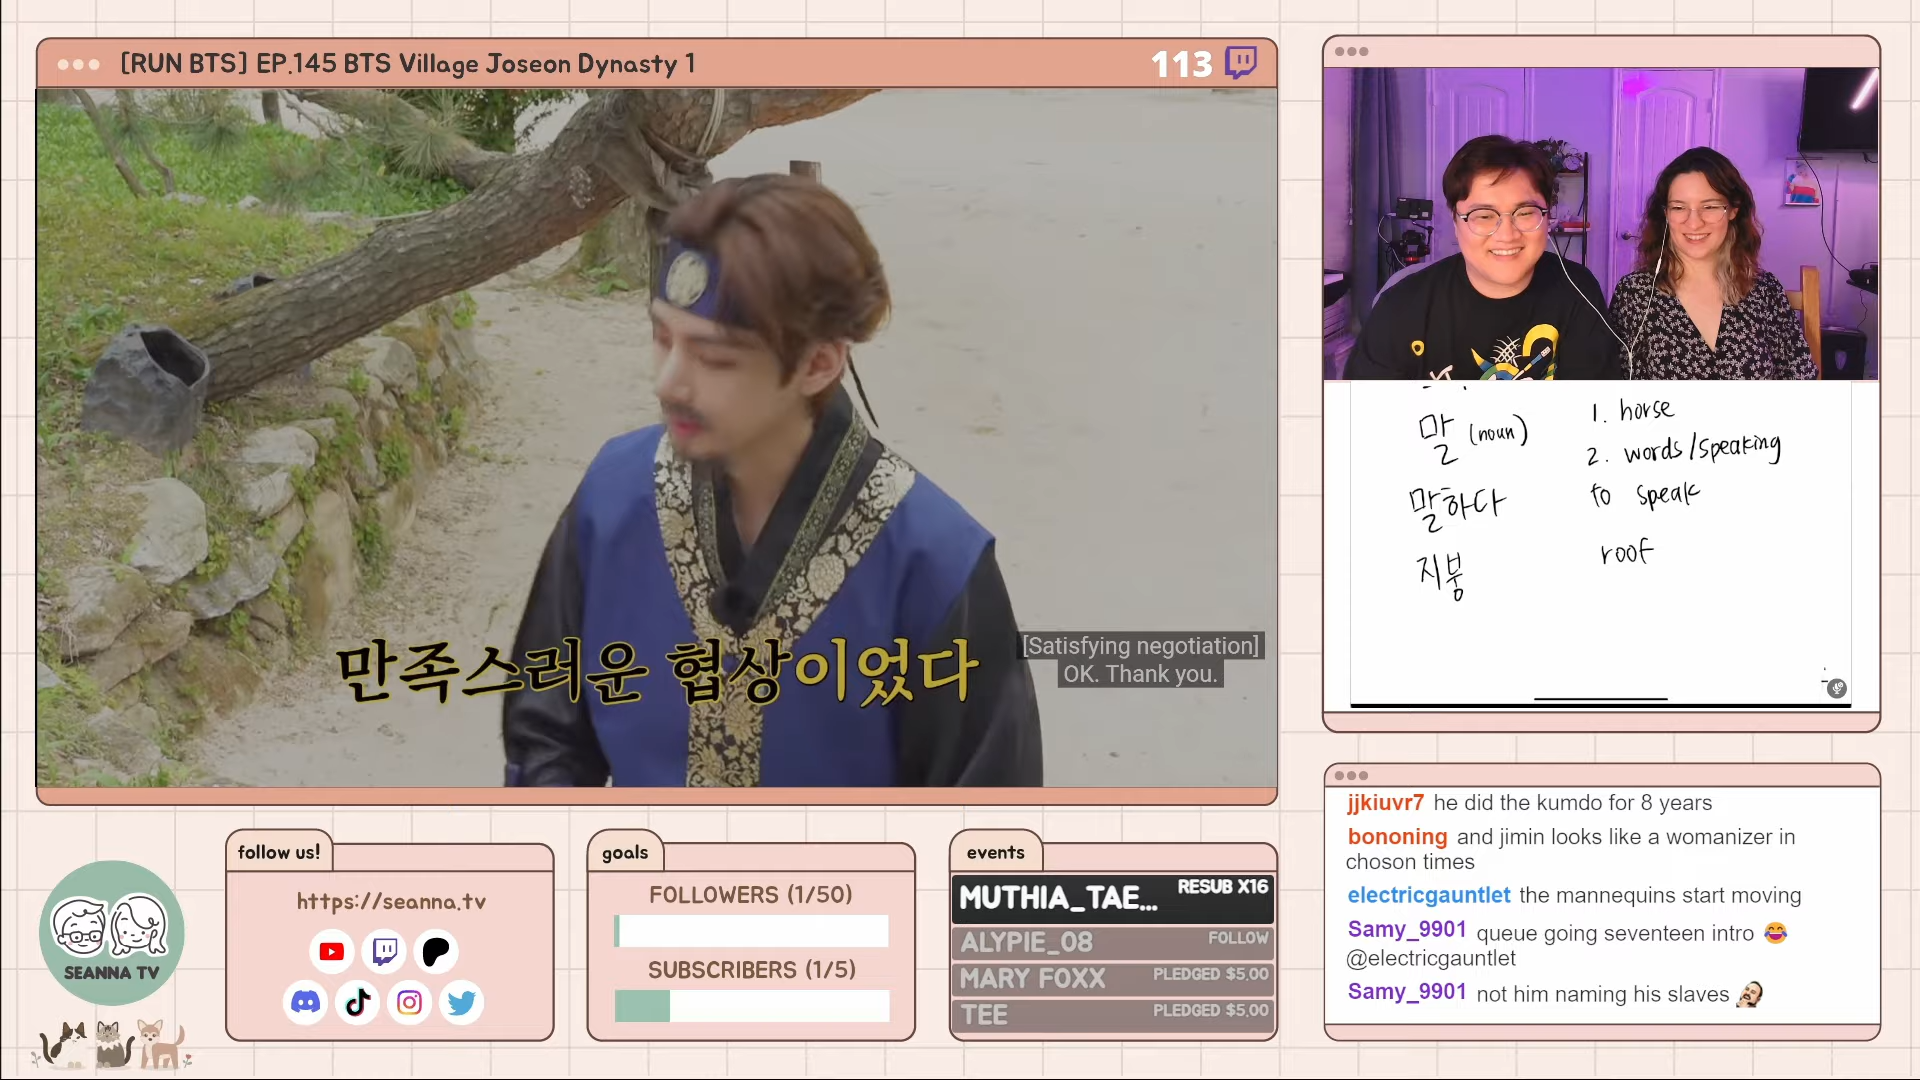 [RUN BTS] EP.145 BTS Village Joseon Dynasty 1
113
만족스러운 협상이었다
[Satisfying negotiation]
OK. Thank you.
말 (noun)
1. horse
2. words/speaking
말하다
to speak
지붕
roof
follow us!
https://seanna.tv
SEANNA TV
goals
FOLLOWERS (1/50)
SUBSCRIBERS (1/5)
events
MUTHIA_TAE... RESUB X16
ALYPIE_08 FOLLOW
MARY FOXX PLEDGED $5.00
TEE PLEDGED $5.00
jjkiuvr7 he did the kumdo for 8 years
bononing and jimin looks like a womanizer in
choson times
electricgauntlet the mannequins start moving
Samy_9901 queue going seventeen intro 😂
@electricgauntlet
Samy_9901 not him naming his slaves